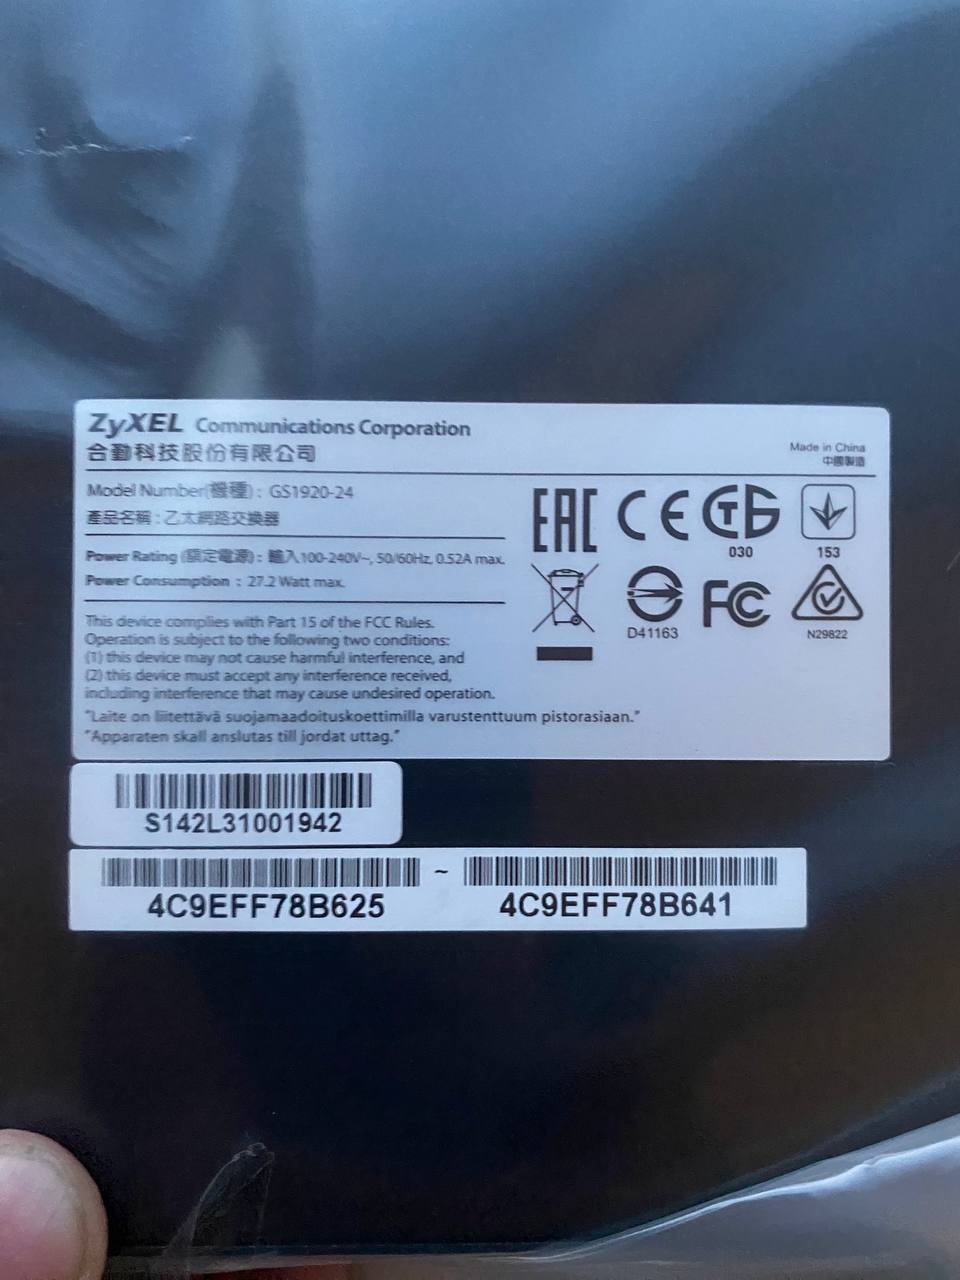 ZyXEL Communications Corporation
合勤科技股份有限公司
Made in China
中國製造
Model Number(機種) : GS1920-24
產品名稱 : 乙太網路交換器
Power Rating (額定電源) : 輸入100-240V~, 50/60Hz, 0.52A max.
Power Consumption : 27.2 Watt max.
This device complies with Part 15 of the FCC Rules.
Operation is subject to the following two conditions:
(1) this device may not cause harmful interference, and
(2) this device must accept any interference received,
including interference that may cause undesired operation.
"Laite on liitettävä suojamaadoituskoettimilla varustenttuum pistorasiaan."
"Apparaten skall anslutas till jordat uttag."
EAC CE
030
153
D41163
FC
N29822
S142L31001942
4C9EFF78B625 ~ 4C9EFF78B641